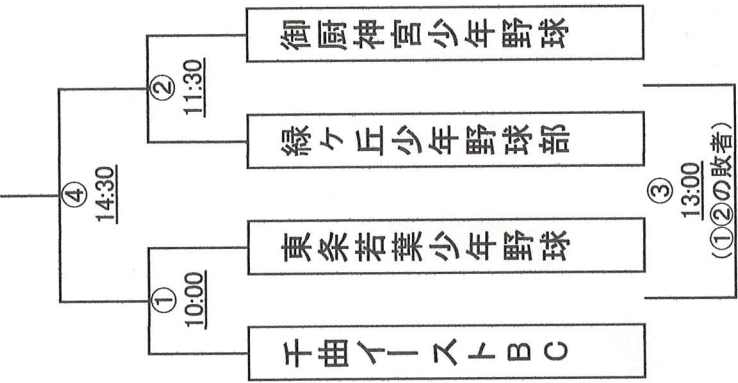 ④
14:30
①
10:00
②
11:30
千曲イーストBC
東条若葉少年野球
緑ヶ丘少年野球部
御厨神宮少年野球
③
13:00
(①②の敗者)